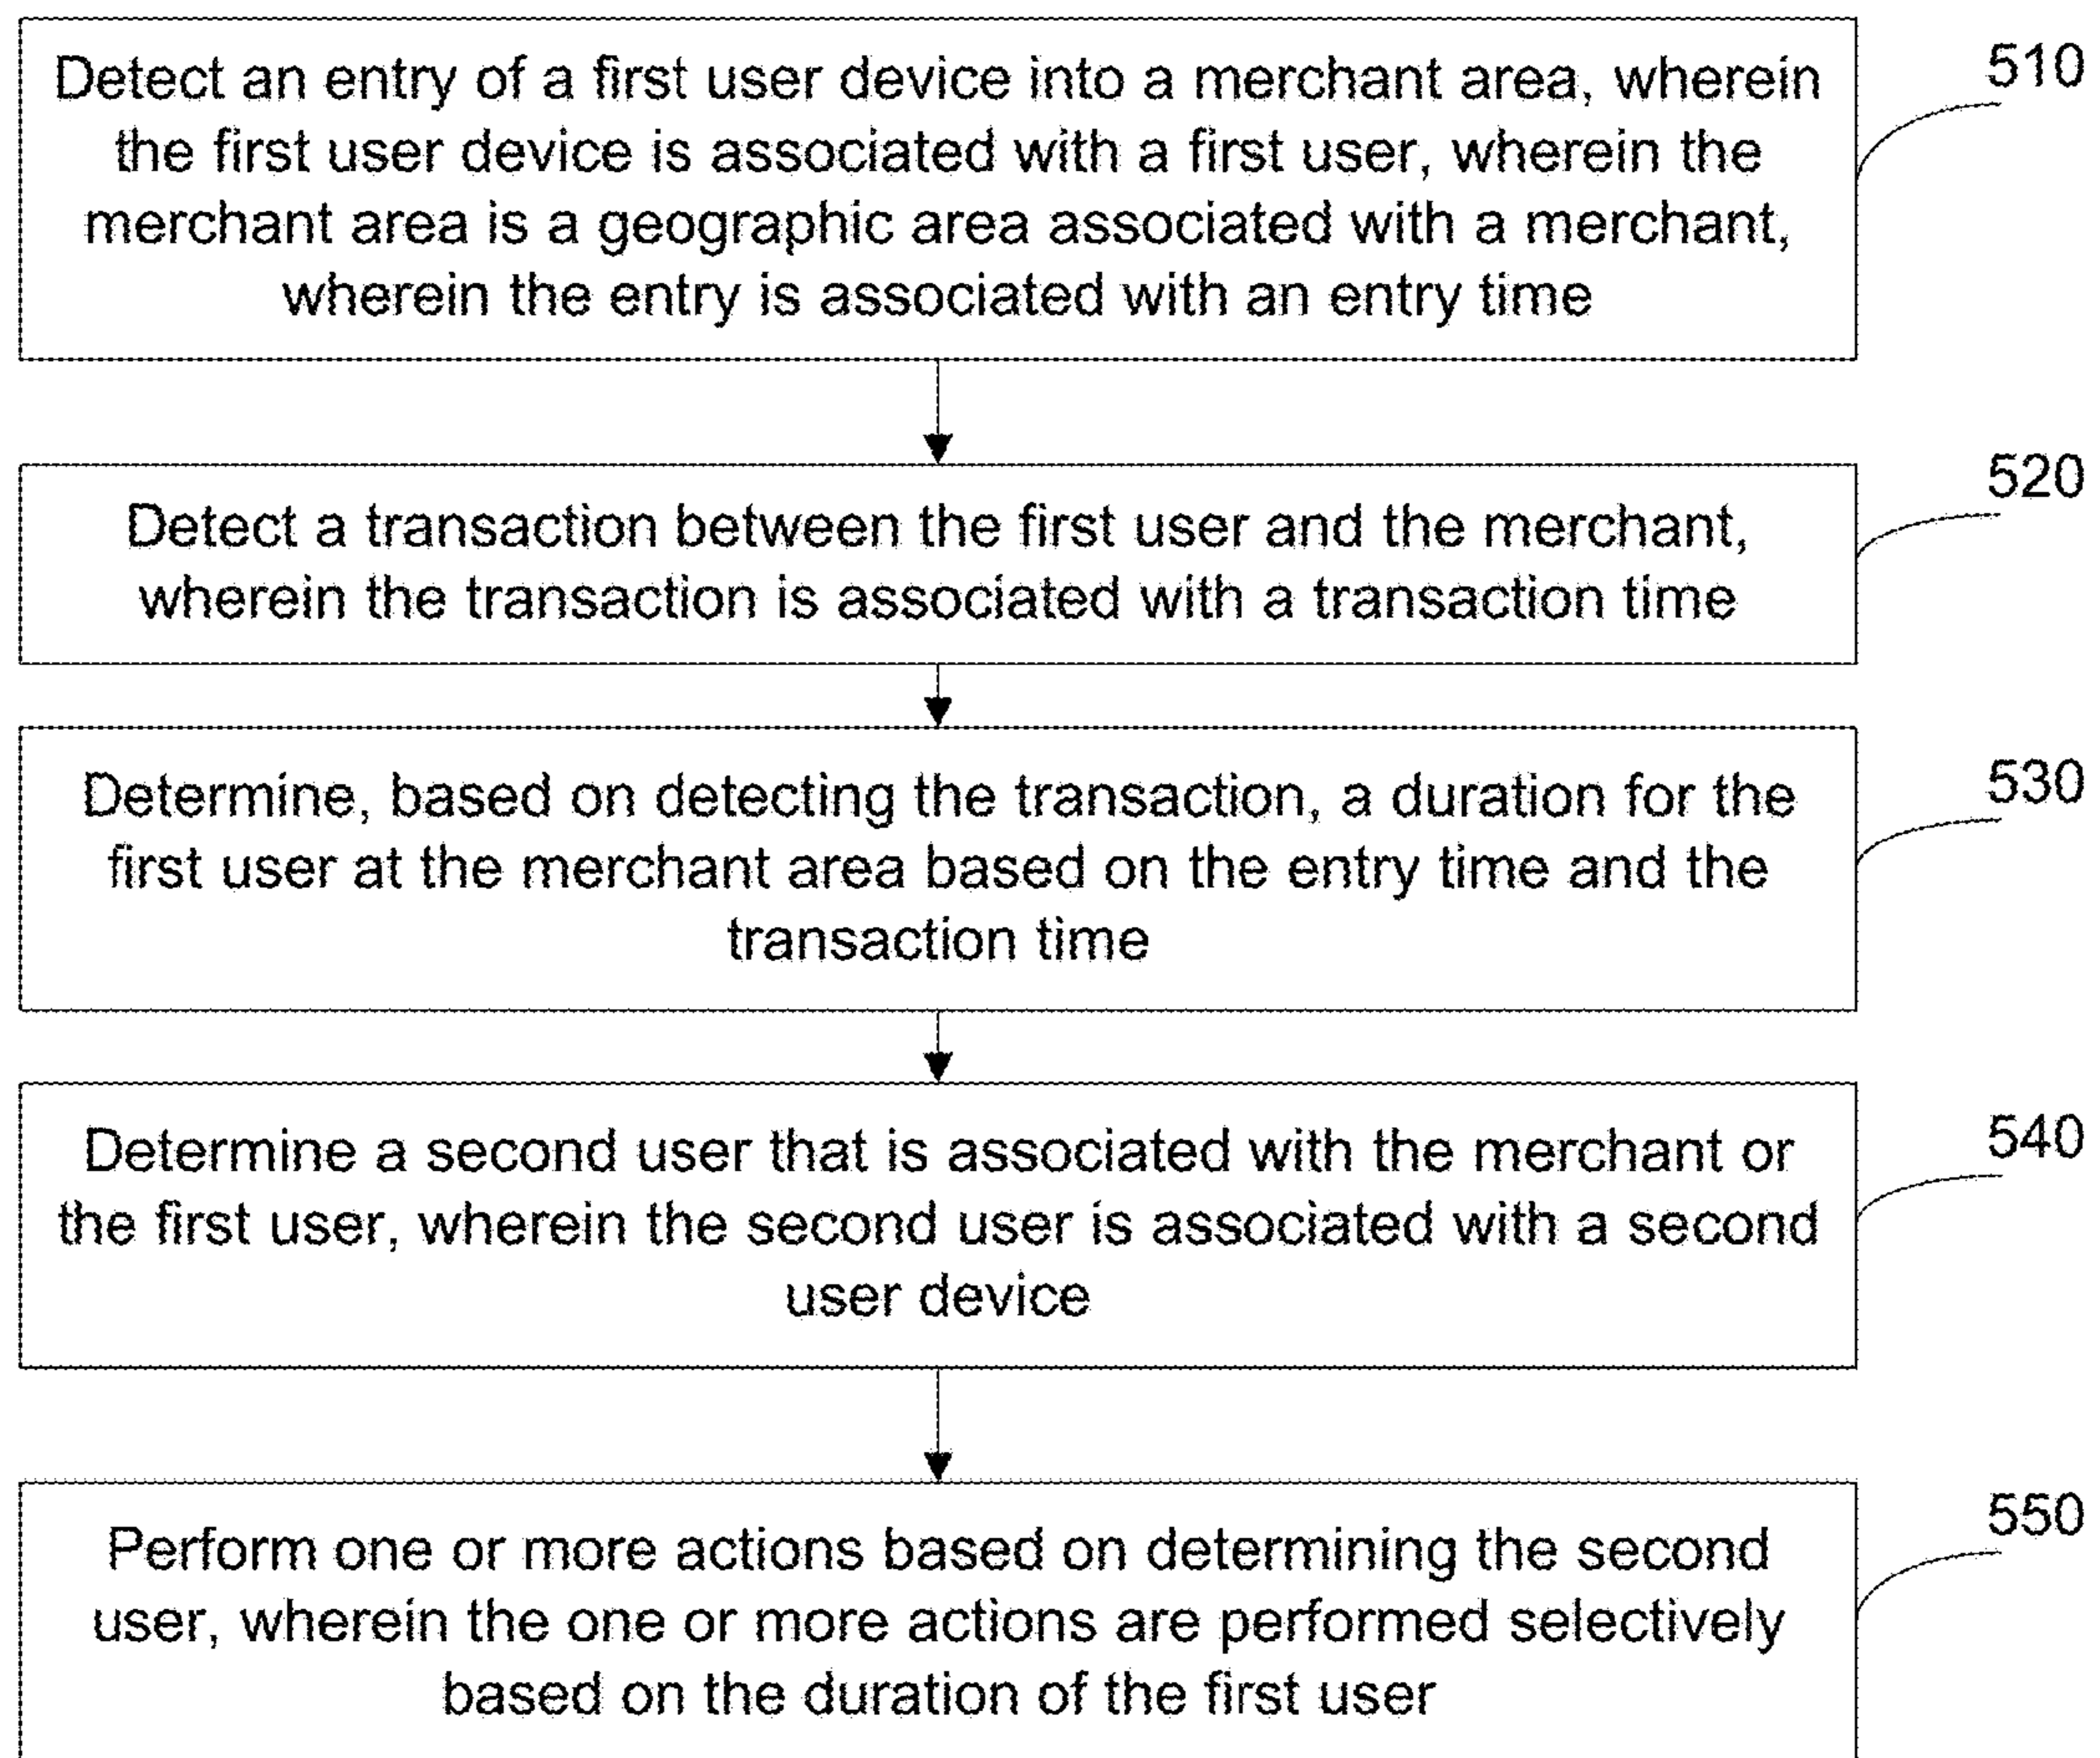 Detect an entry of a first user device into a merchant area, wherein
the first user device is associated with a first user, wherein the
merchant area is a geographic area associated with a merchant,
wherein the entry is associated with an entry time
510
Detect a transaction between the first user and the merchant,
wherein the transaction is associated with a transaction time
520
Determine, based on detecting the transaction, a duration for the
first user at the merchant area based on the entry time and the
transaction time
530
Determine a second user that is associated with the merchant or
the first user, wherein the second user is associated with a second
user device
540
Perform one or more actions based on determining the second
user, wherein the one or more actions are performed selectively
based on the duration of the first user
550